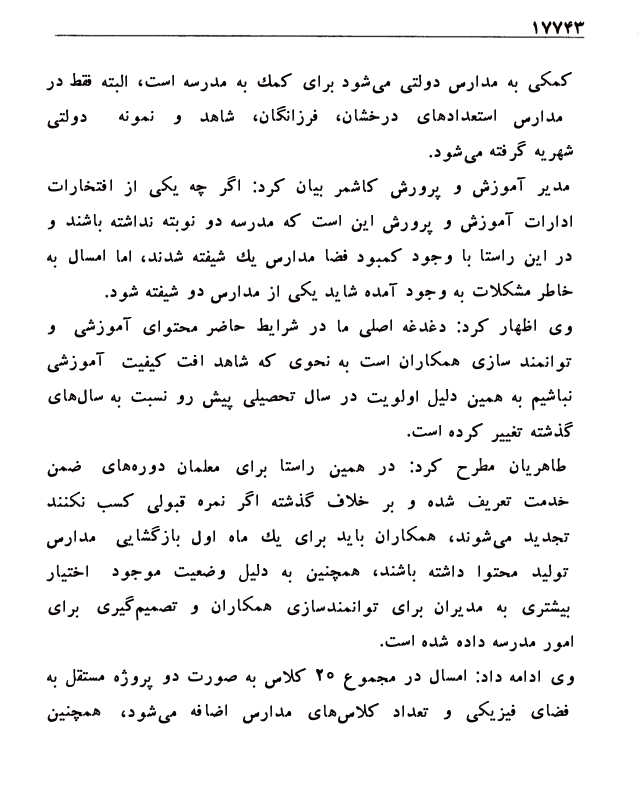 ۱۷۷۴۳
کمکی به مدارس دولتی می‌شود برای کمك به مدرسه است، البته فقط در
مدارس استعدادهای درخشان، فرزانگان، شاهد و نمونه دولتی
شهریه گرفته می‌شود.
مدیر آموزش و پرورش کاشمر بیان کرد: اگر چه یکی از افتخارات
ادارات آموزش و پرورش این است که مدرسه دو نوبته نداشته باشند و
در این راستا با وجود کمبود فضا مدارس یك شیفته شدند، اما امسال به
خاطر مشکلات به وجود آمده شاید یکی از مدارس دو شیفته شود.
وی اظهار کرد: دغدغه اصلی ما در شرایط حاضر محتوای آموزشی و
توانمند سازی همکاران است به نحوی که شاهد افت کیفیت آموزشی
نباشیم به همین دلیل اولویت در سال تحصیلی پیش رو نسبت به سال‌های
گذشته تغییر کرده است.
طاهریان مطرح کرد: در همین راستا برای معلمان دوره‌های ضمن
خدمت تعریف شده و بر خلاف گذشته اگر نمره قبولی کسب نکنند
تجدید می‌شوند، همکاران باید برای یك ماه اول بازگشایی مدارس
تولید محتوا داشته باشند، همچنین به دلیل وضعیت موجود اختیار
بیشتری به مدیران برای توانمندسازی همکاران و تصمیم‌گیری برای
امور مدرسه داده شده است.
وی ادامه داد: امسال در مجموع ۲۵ کلاس به صورت دو پروژه مستقل به
فضای فیزیکی و تعداد کلاس‌های مدارس اضافه می‌شود، همچنین